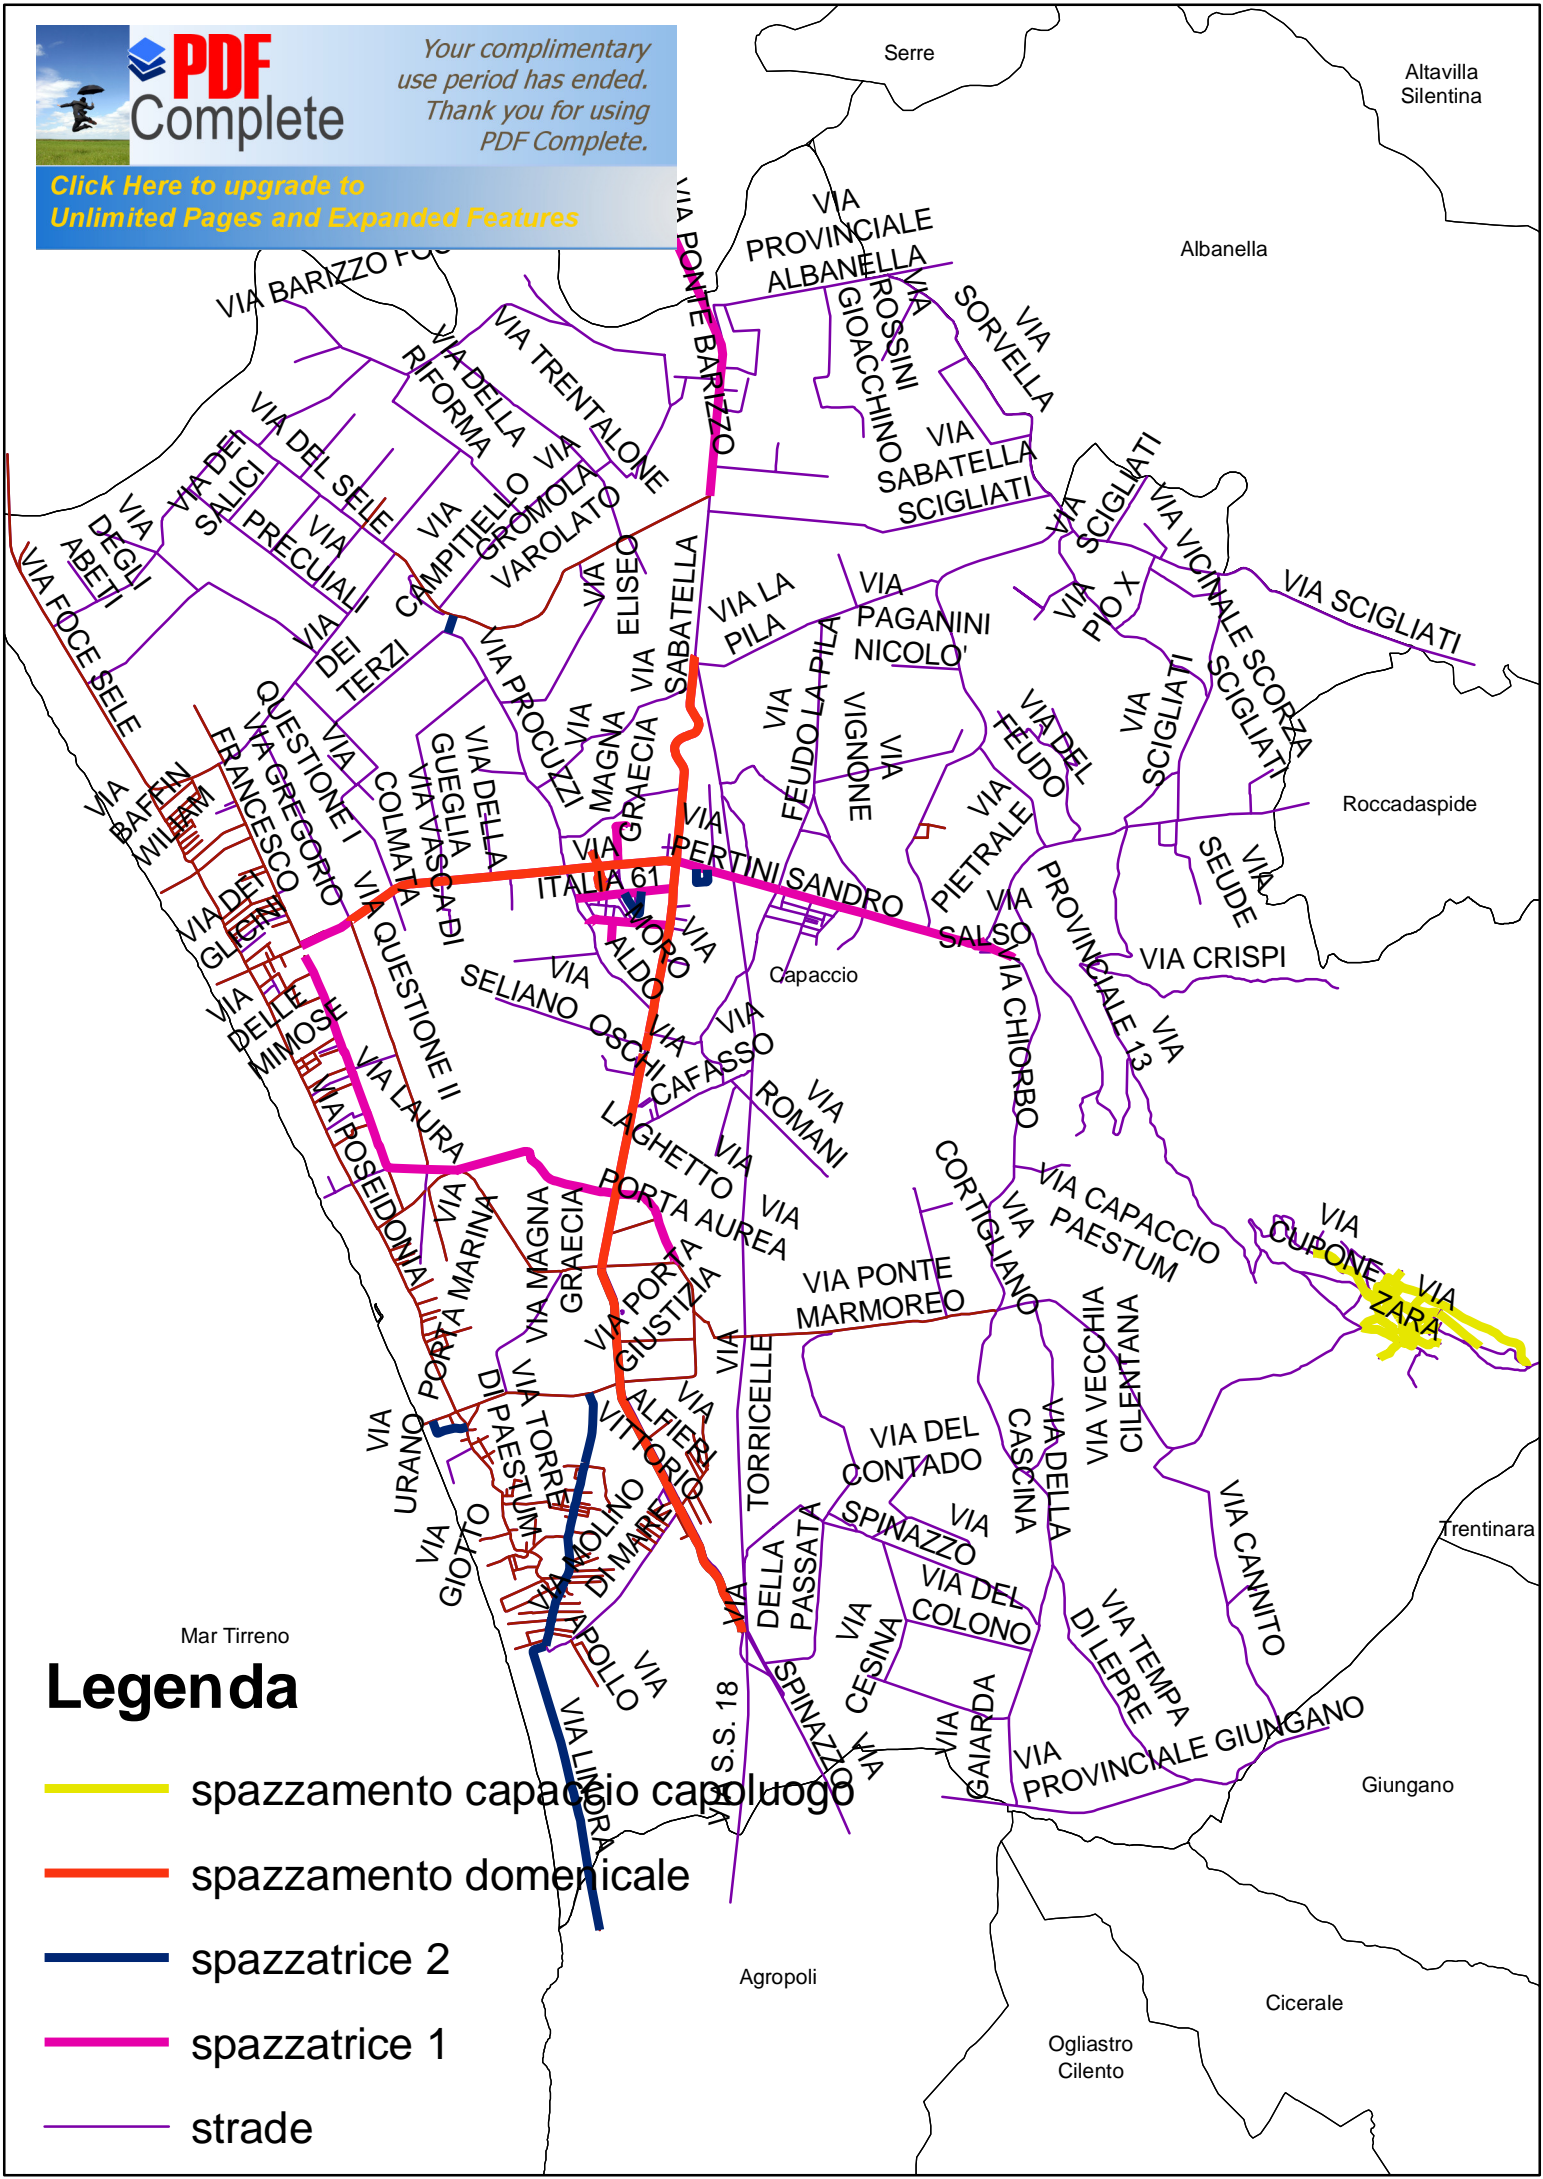 PDF
Complete
Your complimentary
use period has ended.
Thank you for using
PDF Complete.
Click Here to upgrade to
Unlimited Pages and Expanded Features
Serre
Altavilla
Silentina
Albanella
VIA PONTE BARIZZO
VIA
PROVINCIALE
ALBANELLA
VIA BARIZZO
VIA
ROSSINI
GIOACCHINO
VIA
SORVELLA
VIA TRENTALONE
VIA DELLA
RIFORMA
VIA DEL SELE
VIA DEI
SALICI
VIA
PRECUIALI
VIA
DEGLI
ABETI
VIA
CAMPITIELLO
VIA
GROMOLA
VAROLATO
VIA
SABATELLA
SCIGLIATI
VIA
SCIGLIATI
VIA VICINALE SCORZA
SCIGLIATI
VIA SCIGLIATI
VIA FOCE SELE
VIA
DEI
TERZI
VIA
ELISEO
VIA
SABATELLA
VIA LA
PILA
VIA
PAGANINI
NICOLO'
VIA
PIO X
VIA PROCUZZI
VIA
MAGNA
GRAECIA
VIA
FEUDO LA PILA
VIA
VIGNONE
VIA DEL
FEUDO
VIA
SCIGLIATI
Roccadaspide
VIA
BAFFIN
WILIAM
FRANCESCO
VIA GREGORIO
QUESTIONE I
VIA
COLMATA
VIA VASCA DI
GUEGLIA
VIA DELLA
VIA
ITALIA 61
VIA
PERTINI SANDRO
VIA
PIETRALE
VIA
SALSO
PROVINCIALE 13
VIA
VIA
SEUDE
VIA CRISPI
VIA DEI
GLICINI
VIA QUESTIONE II
VIA
DELLE
MIMOSE
VIA
SELIANO
OSCHI
VIA
MORO
ALDO
VIA
Capaccio
VIA CHIORBO
VIA
CAFASSO
VIA
ROMANI
VIA LAURA
VIA POSEIDONIA
LAGHETTO
VIA
PORTA AUREA
VIA
VIA
CORTIGLIANO
VIA CAPACCIO
PAESTUM
VIA
CUPONE
VIA
ZARA
VIA
PORTA MARINA
VIA MAGNA
GRAECIA
VIA PORTA
GIUSTIZIA
VIA PONTE
MARMOREO
VIA
TORRICELLE
VIA VECCHIA
CILENTANA
VIA
URANO
VIA TORRE
DI PAESTUM
VIA
ALFIERI
VITTORIO
VIA DEL
CONTADO
VIA DELLA
CASCINA
VIA
GIOTTO
VIA MOLINO
DI MARE
VIA
DELLA
PASSATA
VIA
SPINAZZO
VIA CANNITO
Trentinara
VIA DEL
COLONO
VIA
CESINA
VIA TEMPA
DI LEPRE
Mar Tirreno
VIA
APOLLO
VIA LINORA
VIA S.S. 18
VIA
SPINAZZO
VIA
GAIARDA
VIA
PROVINCIALE GIUNGANO
Giungano
Legenda
spazzamento capaccio capoluogo
spazzamento domenicale
spazzatrice 2
spazzatrice 1
strade
Agropoli
Cicerale
Ogliastro
Cilento